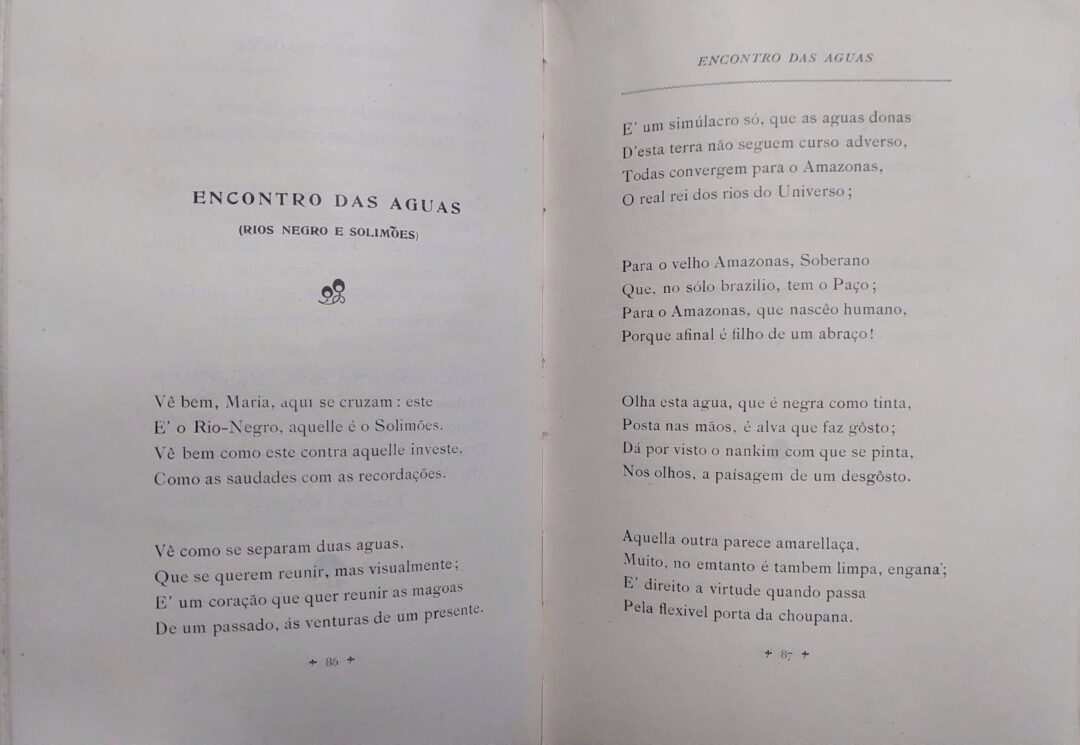 ENCONTRO DAS AGUAS
(RIOS NEGRO E SOLIMÕES)
Vê bem, Maria, aqui se cruzam: este
E' o Rio-Negro, aquelle é o Solimões.
Vê bem como este contra aquelle investe,
Como as saudades com as recordações.
Vê como se separam duas aguas,
Que se querem reunir, mas visualmente;
E' um coração que quer reunir as magoas
De um passado, ás venturas de um presente.
86
ENCONTRO DAS AGUAS
E' um simúlacro só, que as aguas donas
D'esta terra não seguem curso adverso,
Todas convergem para o Amazonas,
O real rei dos rios do Universo;
Para o velho Amazonas, Soberano
Que, no sólo brazilio, tem o Paço;
Para o Amazonas, que nascêo humano,
Porque afinal é filho de um abraço!
Olha esta agua, que é negra como tinta,
Posta nas mãos, é alva que faz gôsto;
Dá por visto o nankim com que se pinta,
Nos olhos, a païsagem de um desgôsto.
Aquella outra parece amarellaça,
Muito, no emtanto é tambem limpa, engana;
E' direito a virtude quando passa
Pela flexivel porta da choupana.
87